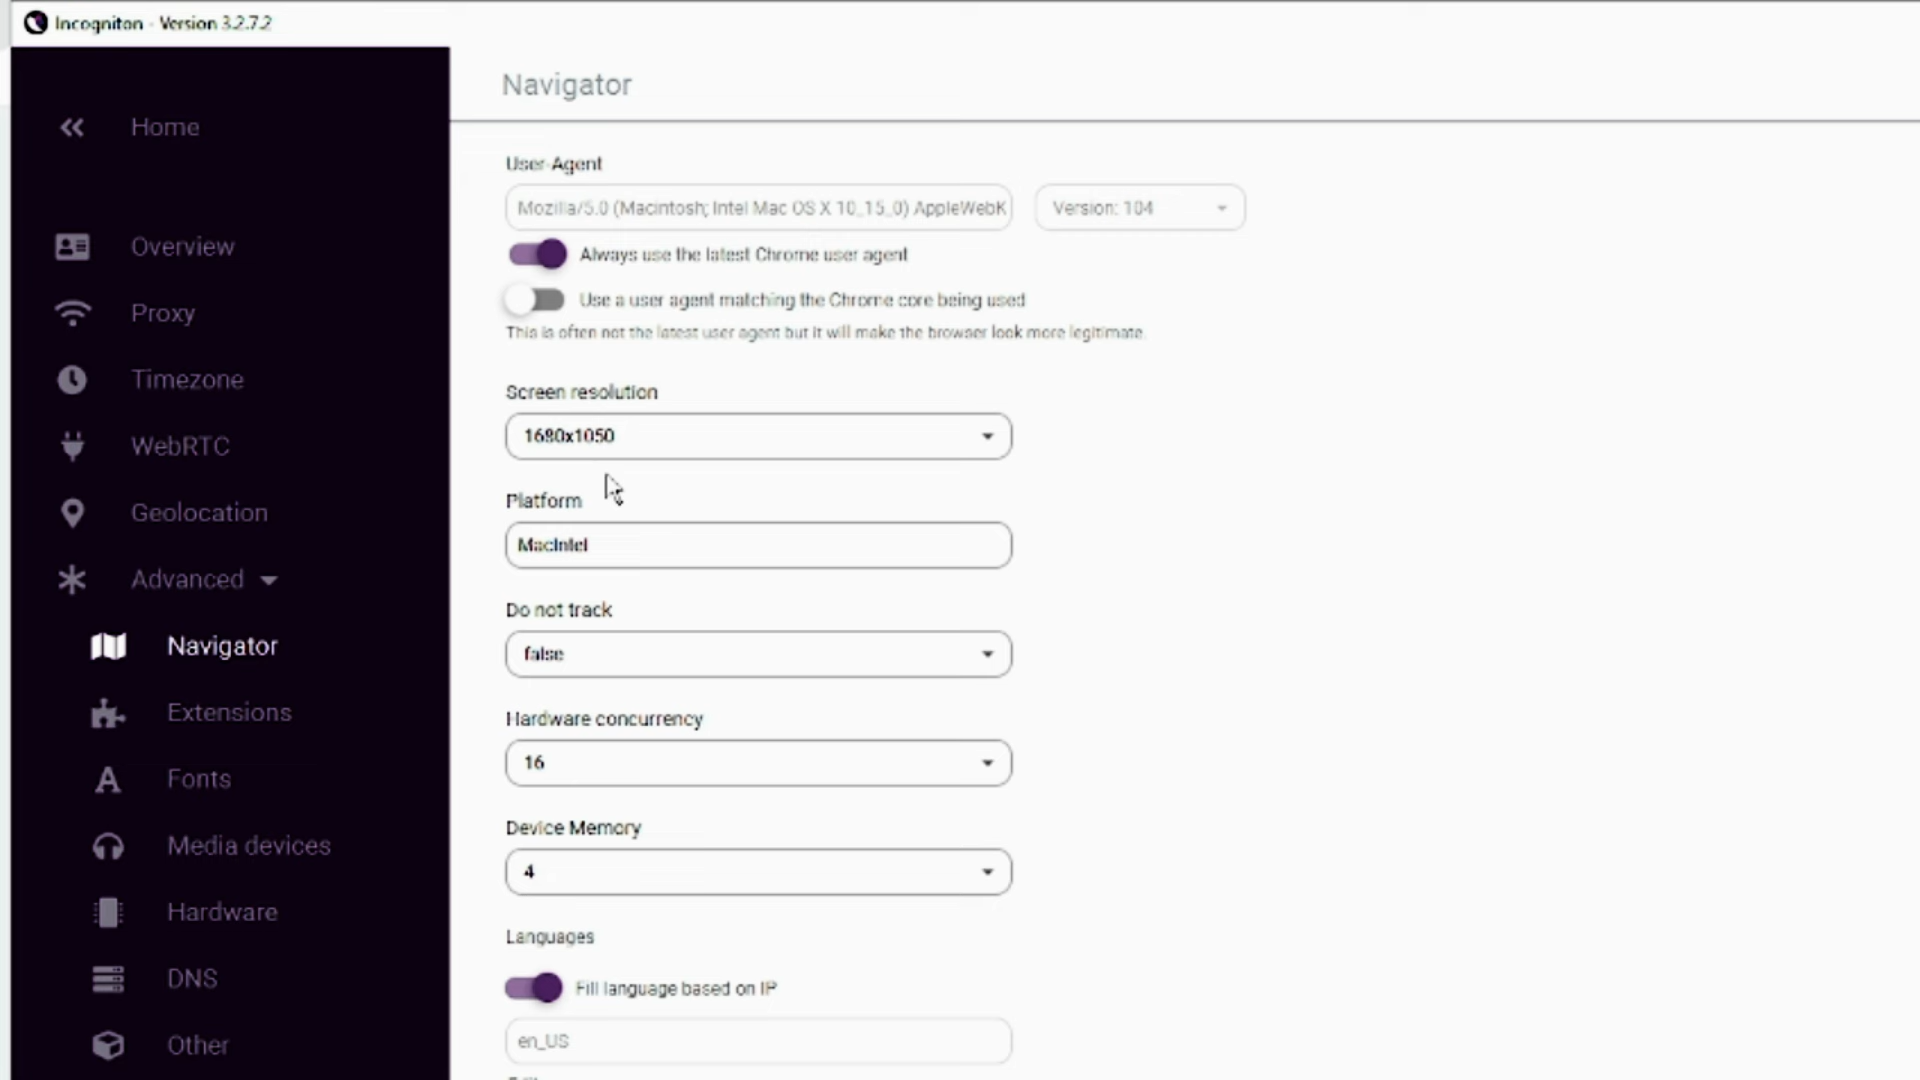 Incogniton - Version 3.2.7.2
Home
Overview
Proxy
Timezone
WebRTC
Geolocation
Advanced
Navigator
Extensions
Fonts
Media devices
Hardware
DNS
Other
Navigator
User-Agent
Mozilla/5.0 (Macintosh; Intel Mac OS X 10_15_0) AppleWebK
Version: 104
Always use the latest Chrome user agent
Use a user agent matching the Chrome core being used
This is often not the latest user agent but it will make the browser look more legitimate.
Screen resolution
1680x1050
Platform
MacIntel
Do not track
false
Hardware concurrency
16
Device Memory
4
Languages
Fill language based on IP
en_US